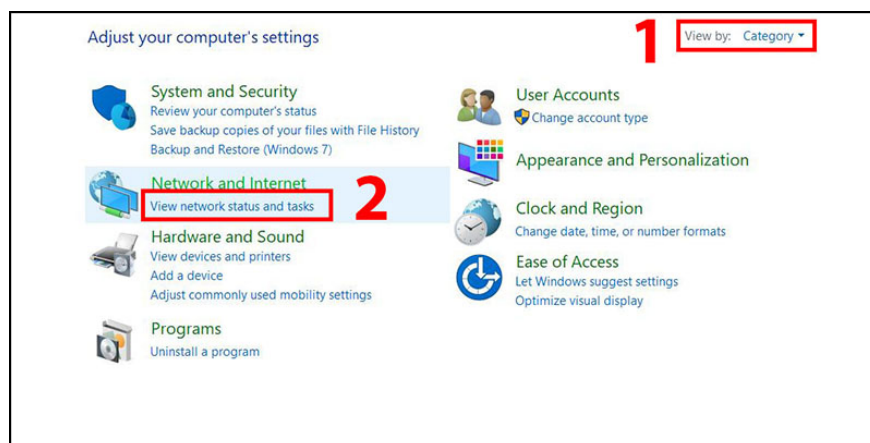 Adjust your computer's settings
1
View by: Category
System and Security
Review your computer's status
Save backup copies of your files with File History
Backup and Restore (Windows 7)
Network and Internet
View network status and tasks
2
Hardware and Sound
View devices and printers
Add a device
Adjust commonly used mobility settings
Programs
Uninstall a program
User Accounts
Change account type
Appearance and Personalization
Clock and Region
Change date, time, or number formats
Ease of Access
Let Windows suggest settings
Optimize visual display